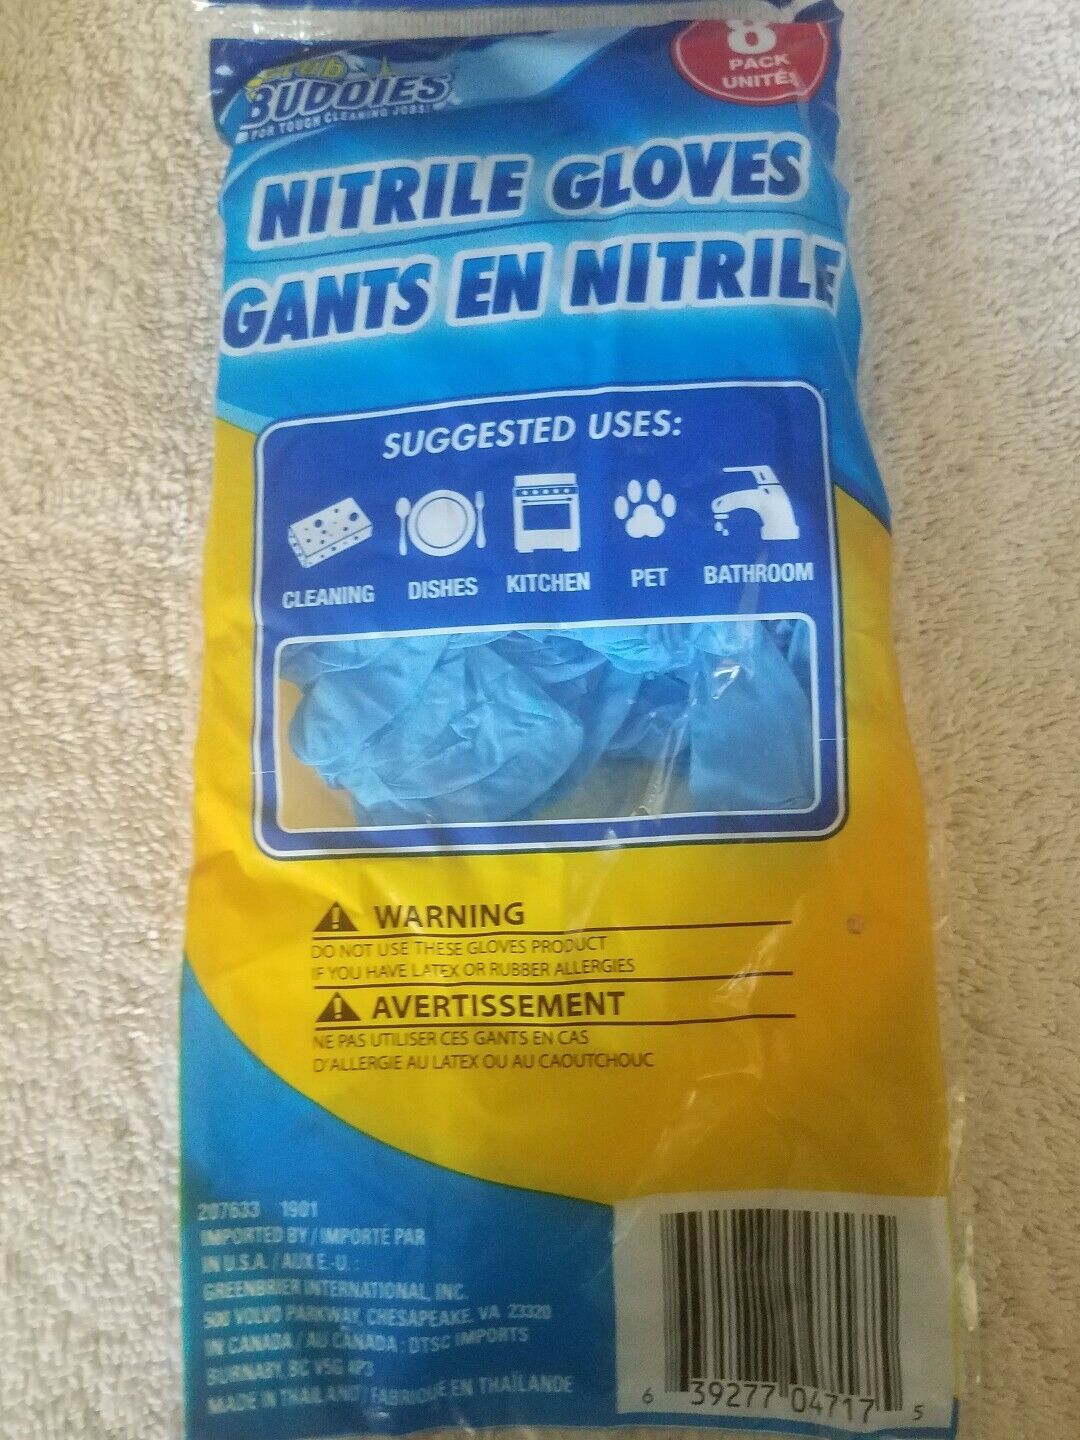 Scrub
BUDDIES
FOR TOUGH CLEANING JOBS!
8
PACK
UNITÉS
NITRILE GLOVES
GANTS EN NITRILE
SUGGESTED USES:
CLEANING DISHES KITCHEN PET BATHROOM
WARNING
DO NOT USE THESE GLOVES PRODUCT
IF YOU HAVE LATEX OR RUBBER ALLERGIES
AVERTISSEMENT
NE PAS UTILISER CES GANTS EN CAS
D'ALLERGIE AU LATEX OU AU CAOUTCHOUC
207633 1901
IMPORTED BY / IMPORTÉ PAR
IN U.S.A. / AUX E.-U. :
GREENBRIER INTERNATIONAL, INC.
500 VOLVO PARKWAY, CHESAPEAKE, VA 23320
IN CANADA / AU CANADA : DTSC IMPORTS
BURNABY, BC V5G 4P3
MADE IN THAILAND / FABRIQUÉ EN THAÏLANDE
6 39277 04717 5